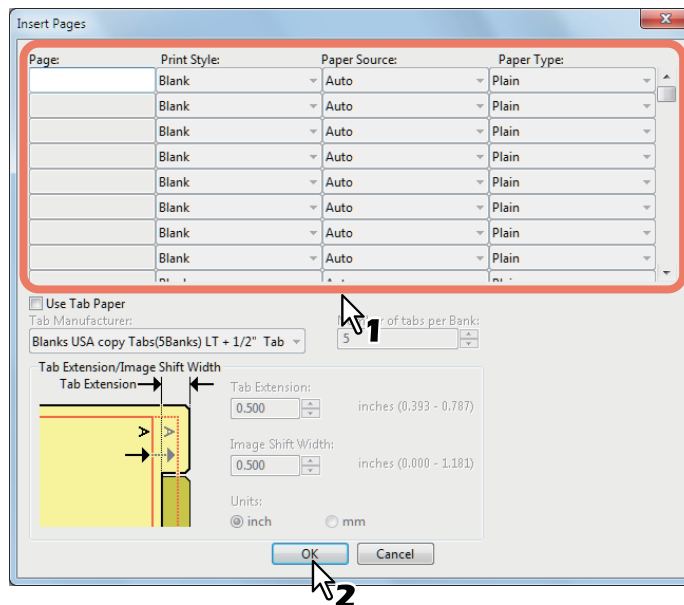 Insert Pages
Page: Print Style: Paper Source: Paper Type:
Blank Auto Plain
Blank Auto Plain
Blank Auto Plain
Blank Auto Plain
Blank Auto Plain
Blank Auto Plain
Blank Auto Plain
Blank Auto Plain
Use Tab Paper
Tab Manufacturer: of tabs per Bank:
1
Blanks USA copy Tabs(5Banks) LT + 1/2" Tab 5
Tab Extension/Image Shift Width
Tab Extension
Tab Extension:
0.500 inches (0.393 - 0.787)
A A
Image Shift Width:
0.500 inches (0.000 - 1.181)
Units:
inch mm
OK Cancel
2